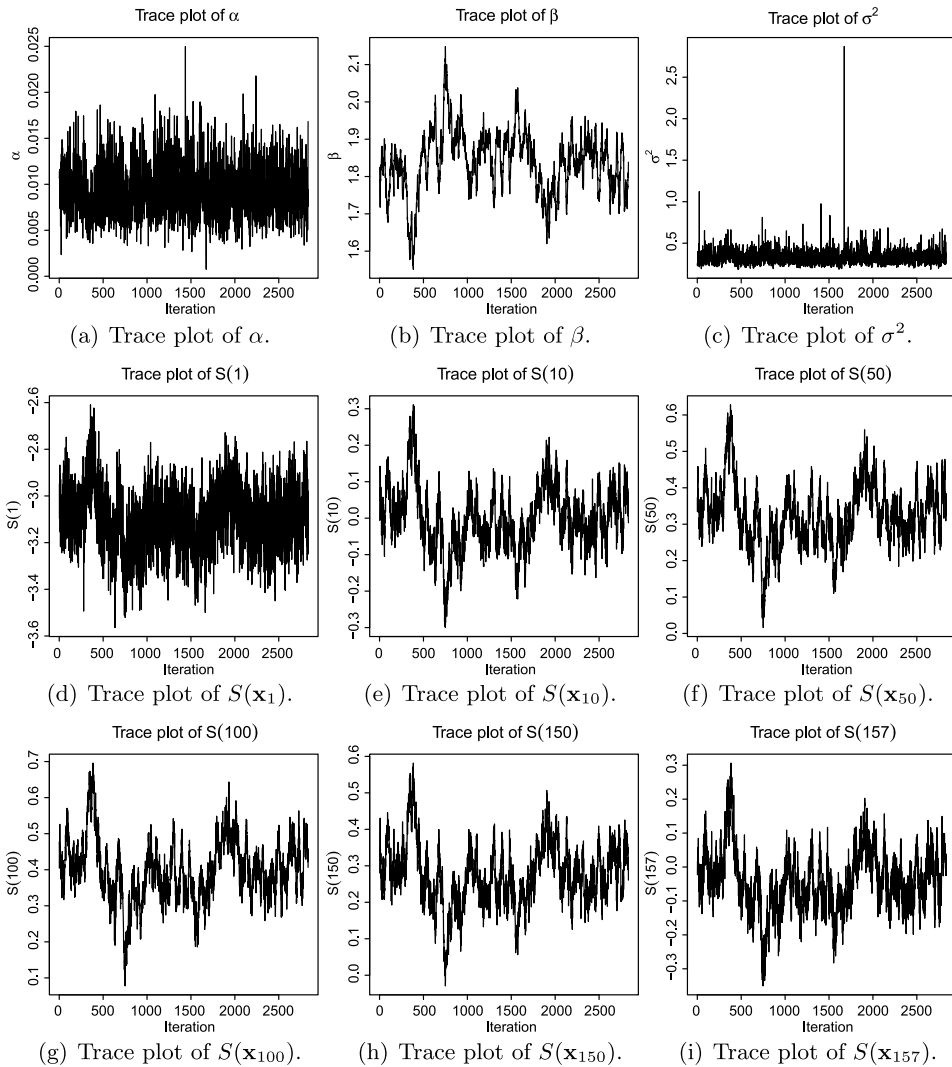 Trace plot of α
Trace plot of β
Trace plot of σ²
α
0.000 0.005 0.010 0.015 0.020 0.025
β
1.6 1.7 1.8 1.9 2.0 2.1
σ²
0.5 1.0 1.5 2.0 2.5
0 500 1000 1500 2000 2500
0 500 1000 1500 2000 2500
0 500 1000 1500 2000 2500
Iteration
Iteration
Iteration
(a) Trace plot of α.
(b) Trace plot of β.
(c) Trace plot of σ².
Trace plot of S(1)
Trace plot of S(10)
Trace plot of S(50)
S(1)
−3.6 −3.4 −3.2 −3.0 −2.8 −2.6
S(10)
−0.3 −0.2 −0.1 0.0 0.1 0.2 0.3
S(50)
0.0 0.1 0.2 0.3 0.4 0.5 0.6
0 500 1000 1500 2000 2500
0 500 1000 1500 2000 2500
0 500 1000 1500 2000 2500
Iteration
Iteration
Iteration
(d) Trace plot of S(x₁).
(e) Trace plot of S(x₁₀).
(f) Trace plot of S(x₅₀).
Trace plot of S(100)
Trace plot of S(150)
Trace plot of S(157)
S(100)
0.1 0.2 0.3 0.4 0.5 0.6 0.7
S(150)
0.0 0.1 0.2 0.3 0.4 0.5 0.6
S(157)
−0.3 −0.2 −0.1 0.0 0.1 0.2 0.3
0 500 1000 1500 2000 2500
0 500 1000 1500 2000 2500
0 500 1000 1500 2000 2500
Iteration
Iteration
Iteration
(g) Trace plot of S(x₁₀₀).
(h) Trace plot of S(x₁₅₀).
(i) Trace plot of S(x₁₅₇).